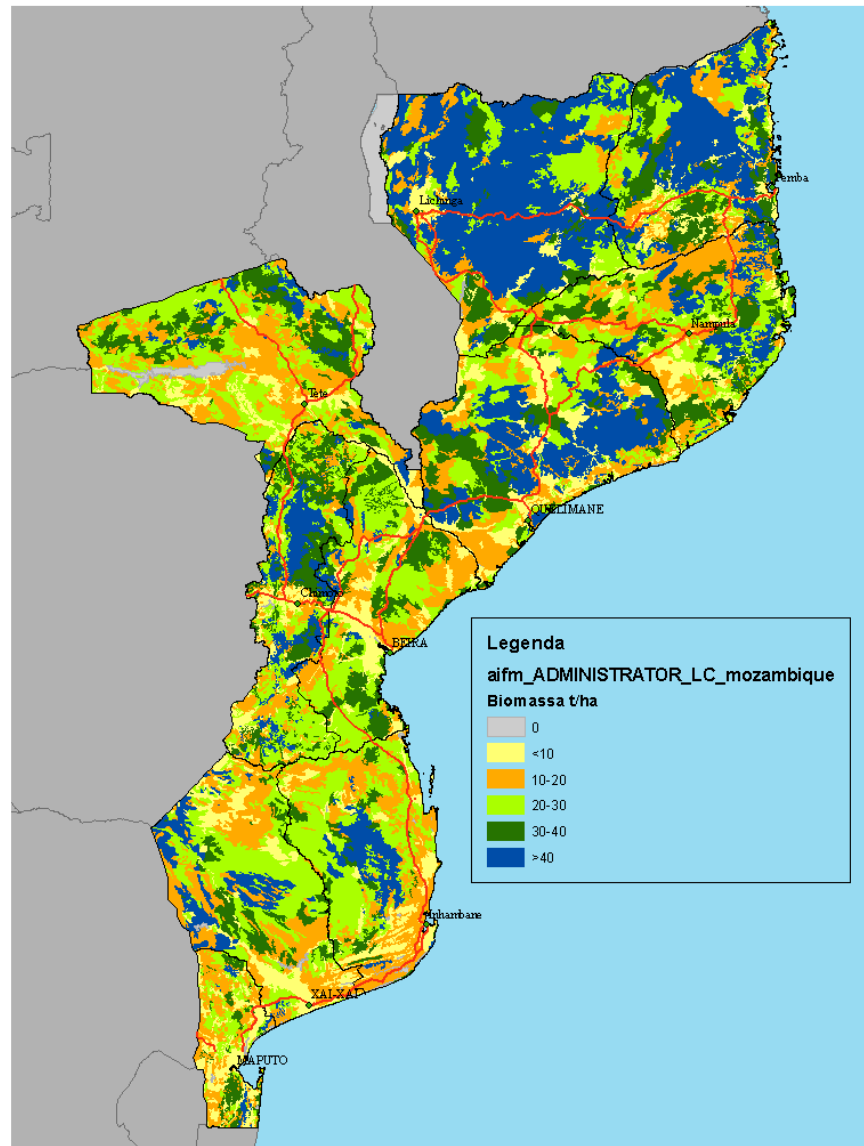 Pemba
Lichinga
Nampula
Tete
QUELIMANE
Chimoio
BEIRA
Legenda
aifm_ADMINISTRATOR_LC_mozambique
Biomassa t/ha
0
<10
10-20
20-30
30-40
>40
Inhambane
XAI-XAI
MAPUTO